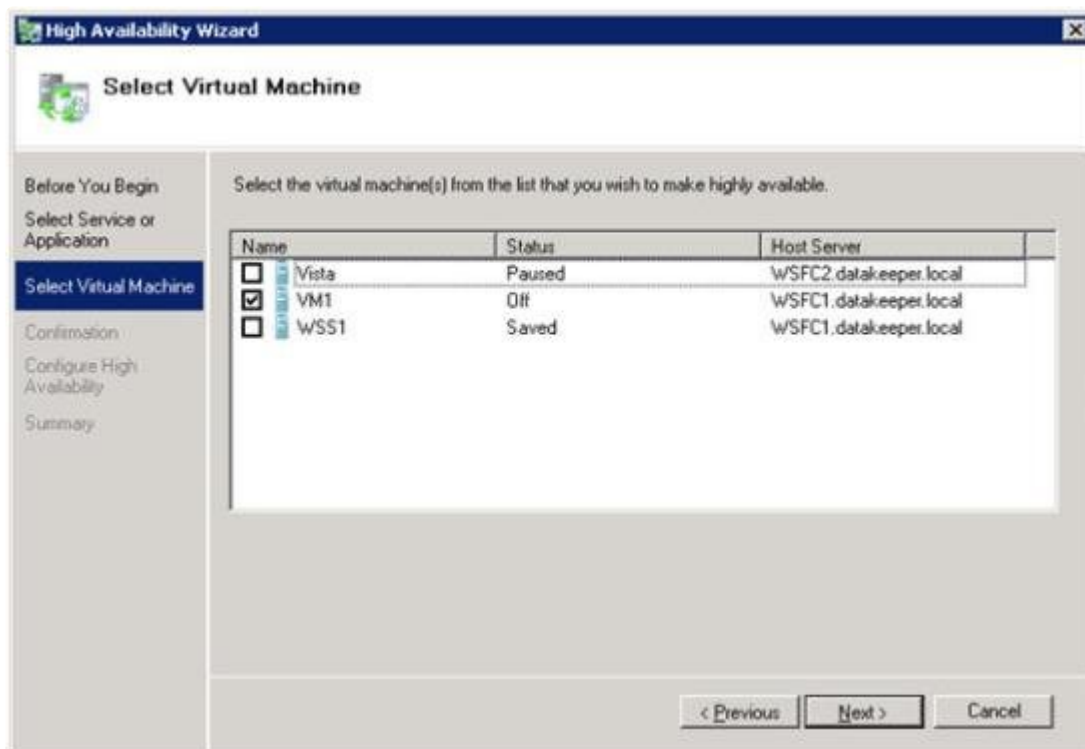 High Availability Wizard
Select Virtual Machine
Before You Begin
Select Service or
Application
Select Virtual Machine
Confirmation
Configure High
Availability
Summary
Select the virtual machine(s) from the list that you wish to make highly available.
Name Status Host Server
Vista Paused WSFC2.datakeeper.local
VM1 Off WSFC1.datakeeper.local
WSS1 Saved WSFC1.datakeeper.local
< Previous Next > Cancel